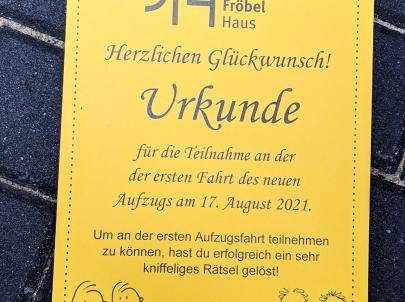 Fröbel
Haus
Herzlichen Glückwunsch!
Urkunde
für die Teilnahme an der
der ersten Fahrt des neuen
Aufzugs am 17. August 2021.
Um an der ersten Aufzugsfahrt teilnehmen
zu können, hast du erfolgreich ein sehr
kniffeliges Rätsel gelöst!